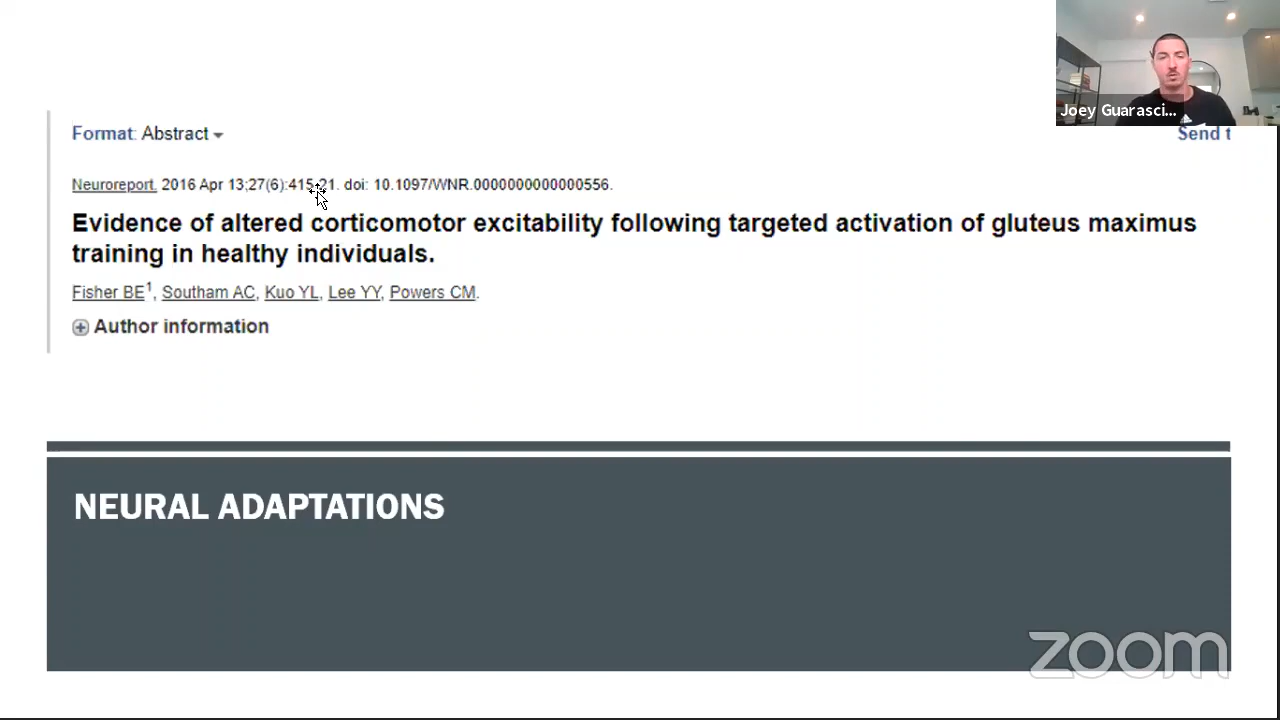 Joey Guarasci...
Format: Abstract
Send t
Neuroreport. 2016 Apr 13;27(6):415-21. doi: 10.1097/WNR.0000000000000556.
Evidence of altered corticomotor excitability following targeted activation of gluteus maximus
training in healthy individuals.
Fisher BE1, Southam AC, Kuo YL, Lee YY, Powers CM.
Author information
NEURAL ADAPTATIONS
zoom